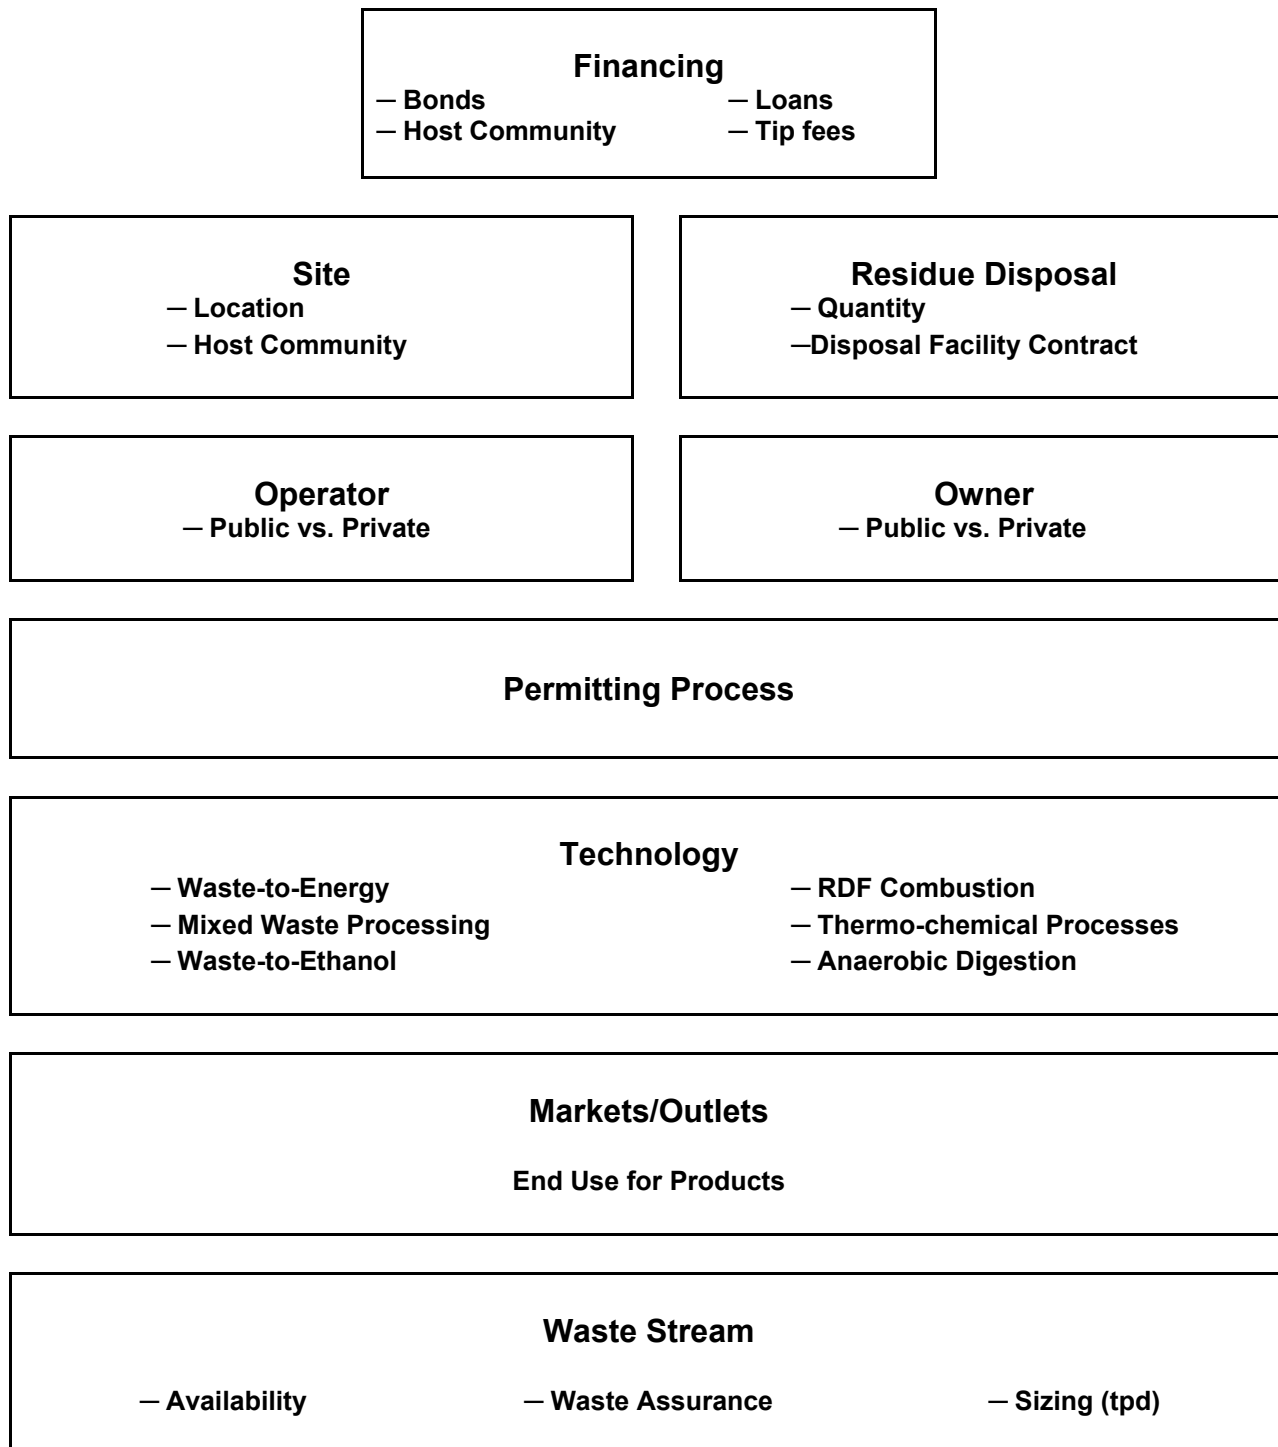 Financing
— Bonds — Loans
— Host Community — Tip fees
Site
— Location
— Host Community
Residue Disposal
— Quantity
—Disposal Facility Contract
Operator
— Public vs. Private
Owner
— Public vs. Private
Permitting Process
Technology
— Waste-to-Energy — RDF Combustion
— Mixed Waste Processing — Thermo-chemical Processes
— Waste-to-Ethanol — Anaerobic Digestion
Markets/Outlets
End Use for Products
Waste Stream
— Availability — Waste Assurance — Sizing (tpd)